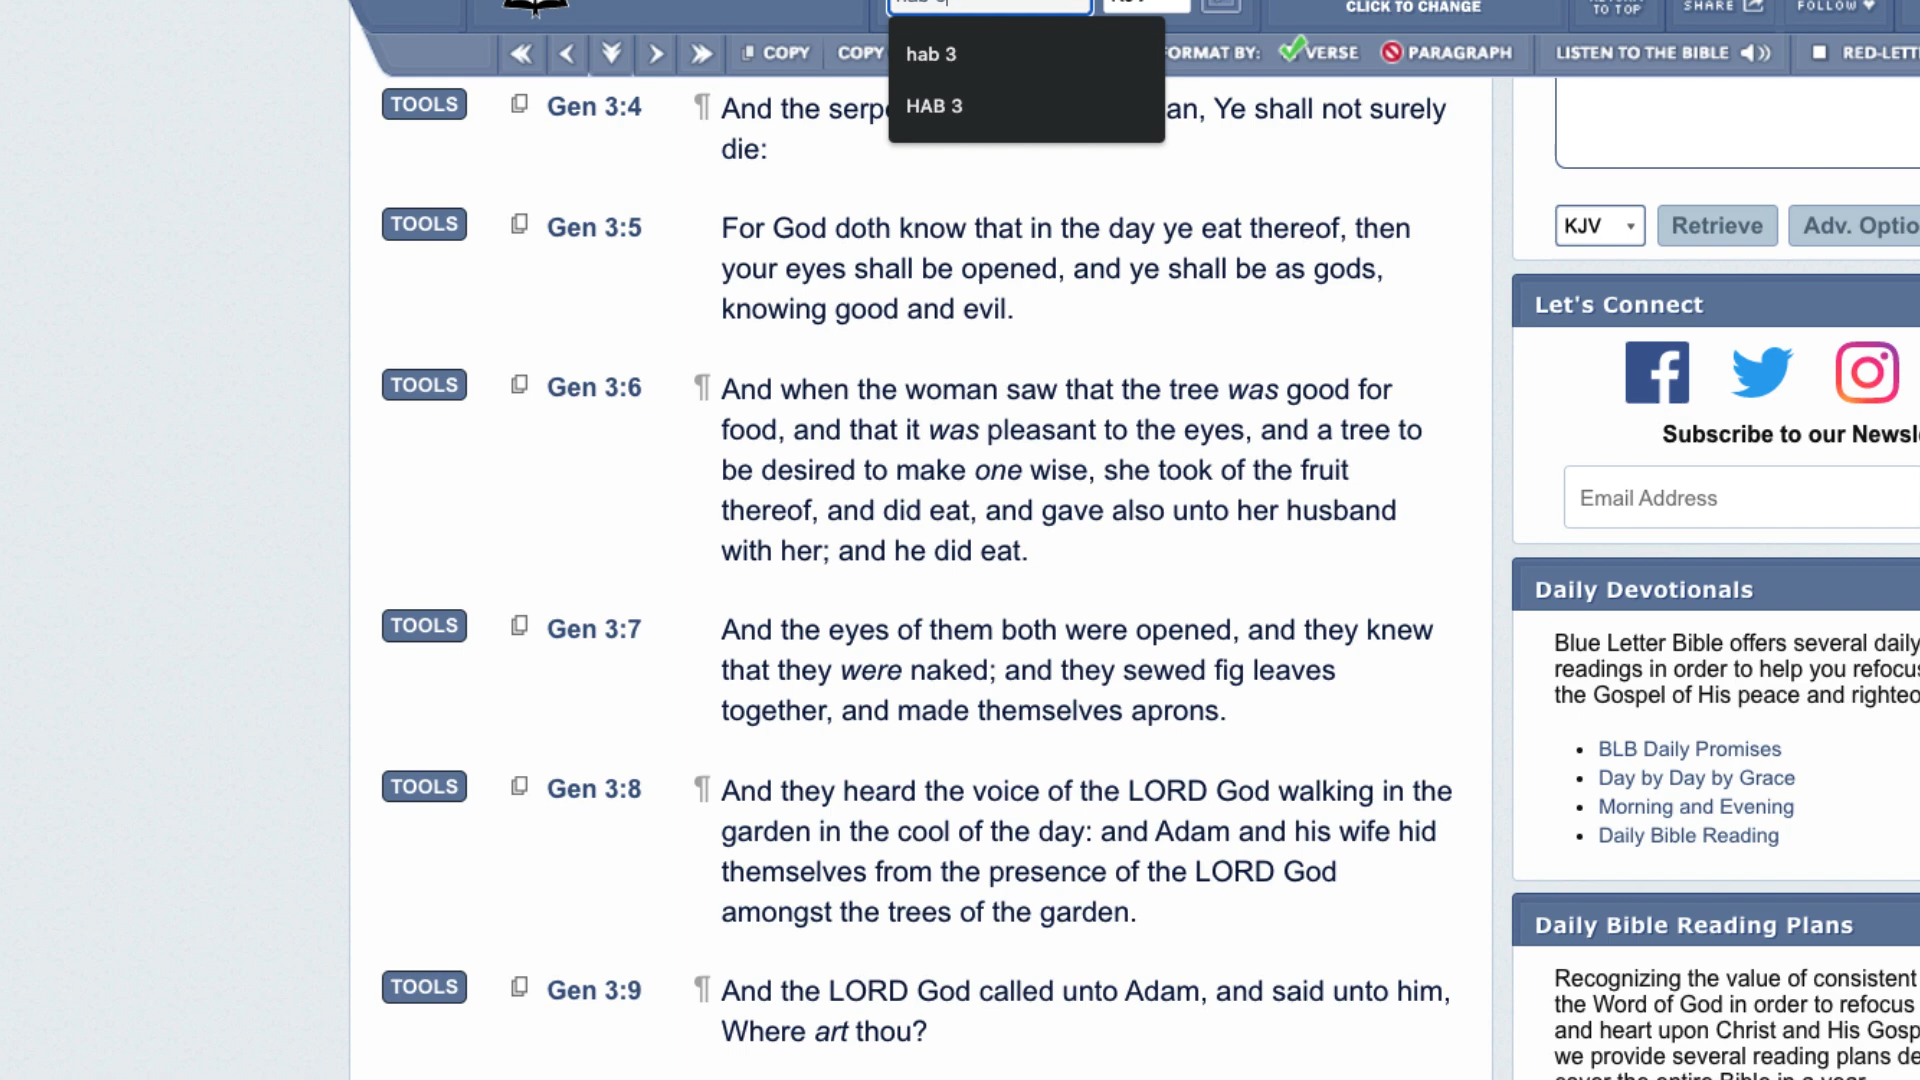 CLICK TO CHANGE
TO TOP
SHARE
FOLLOW
COPY
COPY
hab 3
HAB 3
FORMAT BY:
VERSE
PARAGRAPH
LISTEN TO THE BIBLE
RED-LETT
TOOLS
Gen 3:4
¶ And the serpe an, Ye shall not surely
die:
TOOLS
Gen 3:5
For God doth know that in the day ye eat thereof, then
your eyes shall be opened, and ye shall be as gods,
knowing good and evil.
TOOLS
Gen 3:6
¶ And when the woman saw that the tree was good for
food, and that it was pleasant to the eyes, and a tree to
be desired to make one wise, she took of the fruit
thereof, and did eat, and gave also unto her husband
with her; and he did eat.
TOOLS
Gen 3:7
And the eyes of them both were opened, and they knew
that they were naked; and they sewed fig leaves
together, and made themselves aprons.
TOOLS
Gen 3:8
¶ And they heard the voice of the LORD God walking in the
garden in the cool of the day: and Adam and his wife hid
themselves from the presence of the LORD God
amongst the trees of the garden.
TOOLS
Gen 3:9
¶ And the LORD God called unto Adam, and said unto him,
Where art thou?
KJV
Retrieve
Adv. Optio
Let's Connect
Subscribe to our Newsl
Email Address
Daily Devotionals
Blue Letter Bible offers several daily
readings in order to help you refocus
the Gospel of His peace and righteo
• BLB Daily Promises
• Day by Day by Grace
• Morning and Evening
• Daily Bible Reading
Daily Bible Reading Plans
Recognizing the value of consistent
the Word of God in order to refocus
and heart upon Christ and His Gosp
we provide several reading plans de